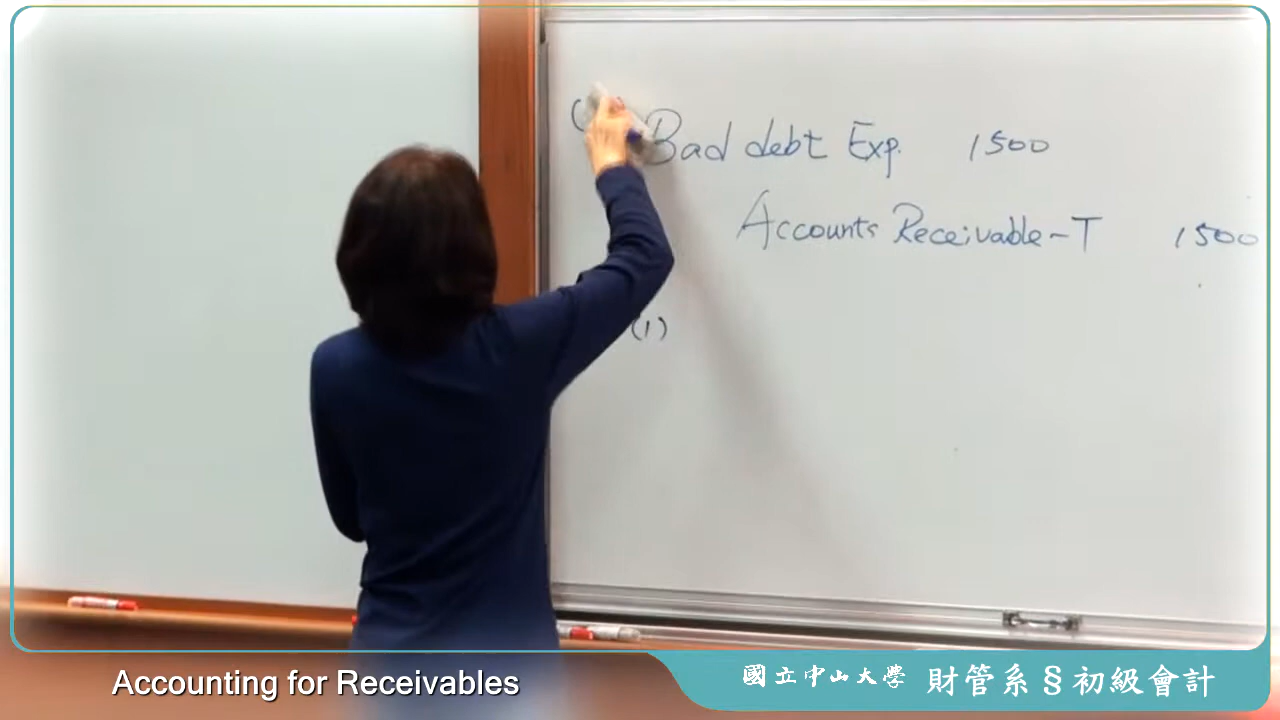 Bad debt Exp. 1500
Accounts Receivable-T 1500
(1)
Accounting for Receivables
國立中山大學 財管系§初級會計